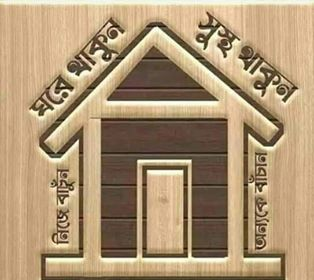 ঘরে থাকুন
সুস্থ থাকুন
নিজে বাঁচুন
অন্যকে বাঁচান